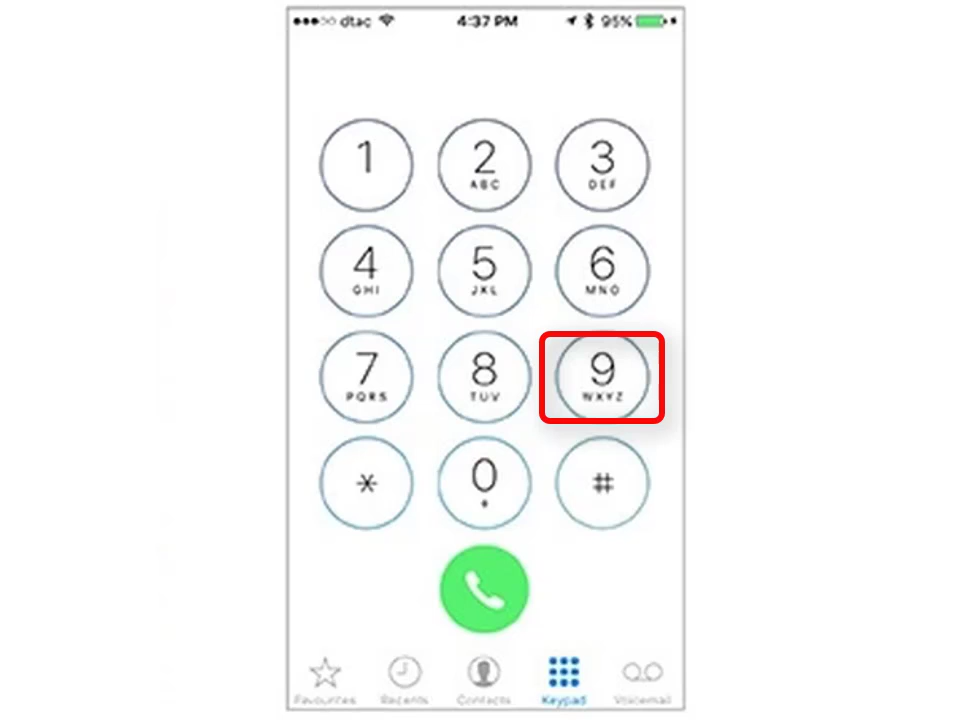 dtac 4:37 PM 95%
1 2 3
ABC DEF
4 5 6
GHI JKL MNO
7 8 9
PQRS TUV WXYZ
* 0 #
+
Favourites Recents Contacts Keypad Voicemail